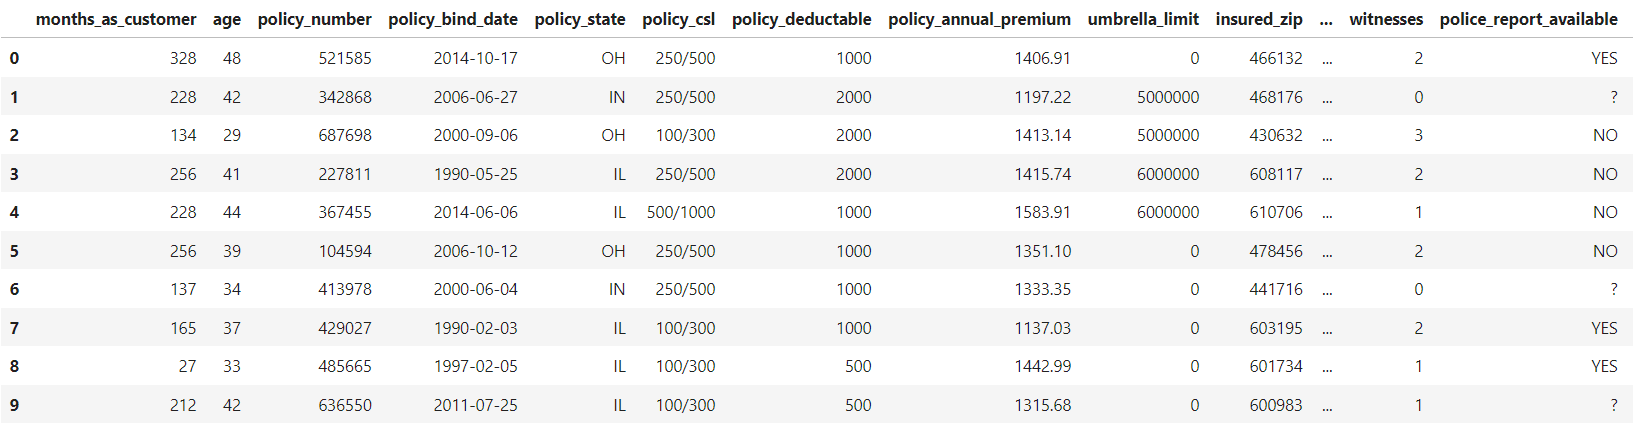 months_as_customer age policy_number policy_bind_date policy_state policy_csl policy_deductable policy_annual_premium umbrella_limit insured_zip ... witnesses police_report_available
0 328 48 521585 2014-10-17 OH 250/500 1000 1406.91 0 466132 ... 2 YES
1 228 42 342868 2006-06-27 IN 250/500 2000 1197.22 5000000 468176 ... 0 ?
2 134 29 687698 2000-09-06 OH 100/300 2000 1413.14 5000000 430632 ... 3 NO
3 256 41 227811 1990-05-25 IL 250/500 2000 1415.74 6000000 608117 ... 2 NO
4 228 44 367455 2014-06-06 IL 500/1000 1000 1583.91 6000000 610706 ... 1 NO
5 256 39 104594 2006-10-12 OH 250/500 1000 1351.10 0 478456 ... 2 NO
6 137 34 413978 2000-06-04 IN 250/500 1000 1333.35 0 441716 ... 0 ?
7 165 37 429027 1990-02-03 IL 100/300 1000 1137.03 0 603195 ... 2 YES
8 27 33 485665 1997-02-05 IL 100/300 500 1442.99 0 601734 ... 1 YES
9 212 42 636550 2011-07-25 IL 100/300 500 1315.68 0 600983 ... 1 ?